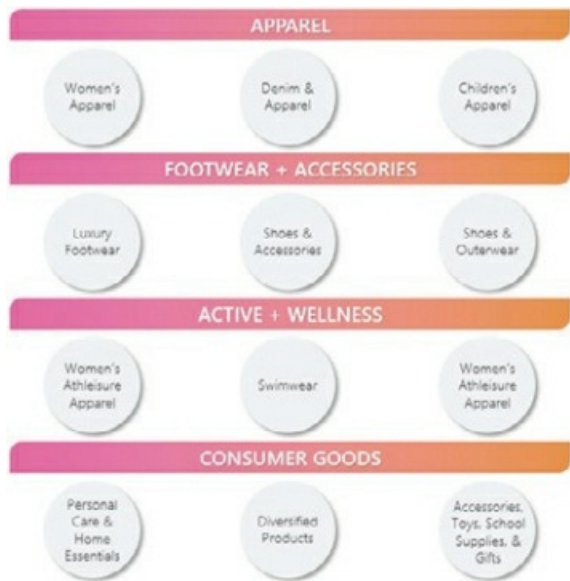 APPAREL
Women's
Apparel
Denim &
Apparel
Children's
Apparel
FOOTWEAR + ACCESSORIES
Luxury
Footwear
Shoes &
Accessories
Shoes &
Outerwear
ACTIVE + WELLNESS
Women's
Athleisure
Apparel
Swimwear
Women's
Athleisure
Apparel
CONSUMER GOODS
Personal
Care &
Home
Essentials
Diversified
Products
Accessories,
Toys, School
Supplies, &
Gifts